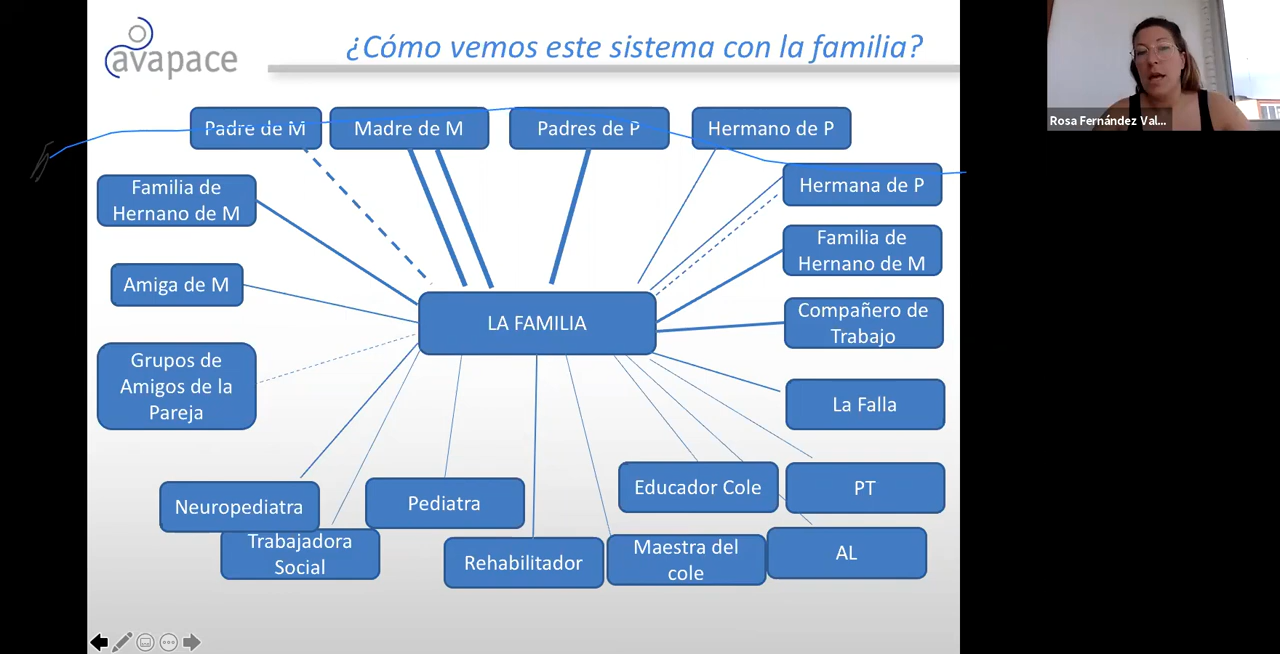 avapace
¿Cómo vemos este sistema con la familia?
Rosa Fernández Val...
Padre de M
Madre de M
Padres de P
Hermano de P
Familia de
Hernano de M
Hermana de P
Familia de
Hernano de M
Amiga de M
Compañero de
Trabajo
LA FAMILIA
Grupos de
Amigos de la
Pareja
La Falla
Neuropediatra
Pediatra
Educador Cole
PT
Trabajadora
Social
Rehabilitador
Maestra del
cole
AL